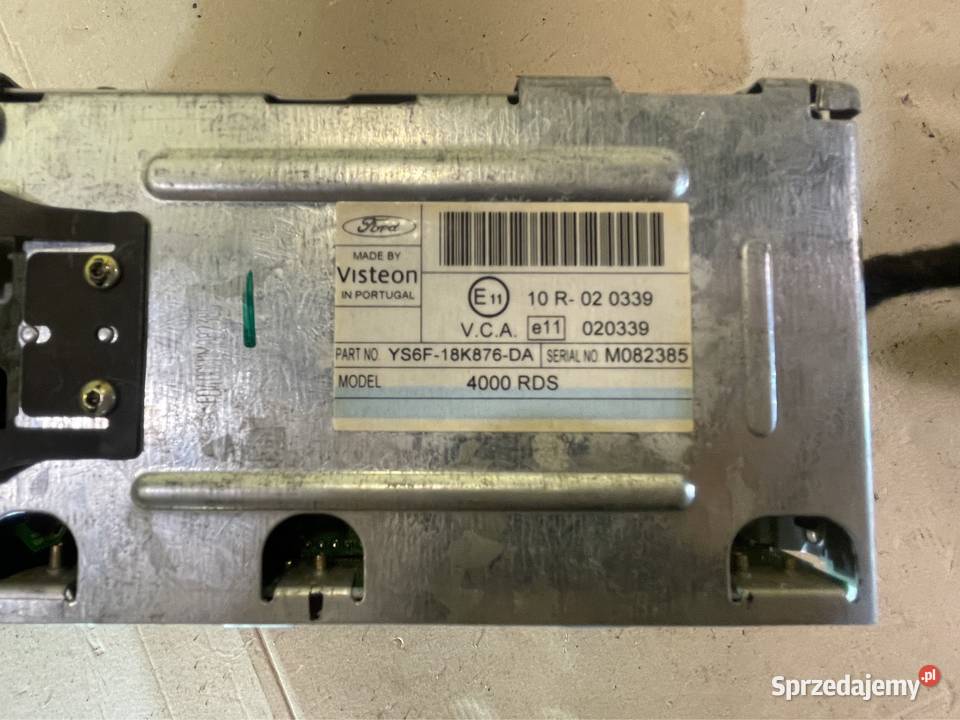 Ford
MADE BY
Visteon
IN PORTUGAL
E11 10 R- 02 0339
V.C.A. e11 020339
PART NO. YS6F-18K876-DA SERIAL NO M082385
MODEL 4000 RDS
Sprzedajemy.pl